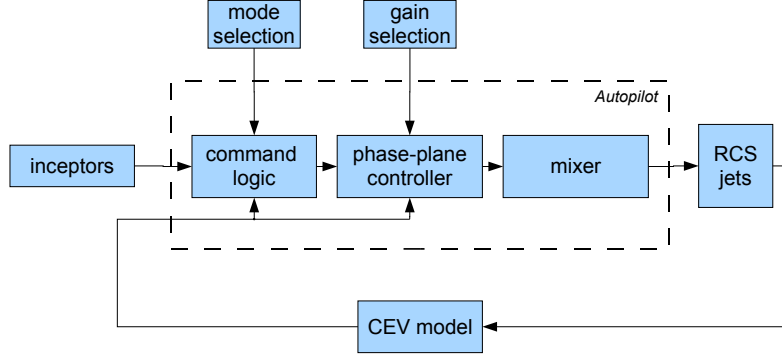 mode
selection
gain
selection
Autopilot
inceptors
command
logic
phase-plane
controller
mixer
RCS
jets
CEV model